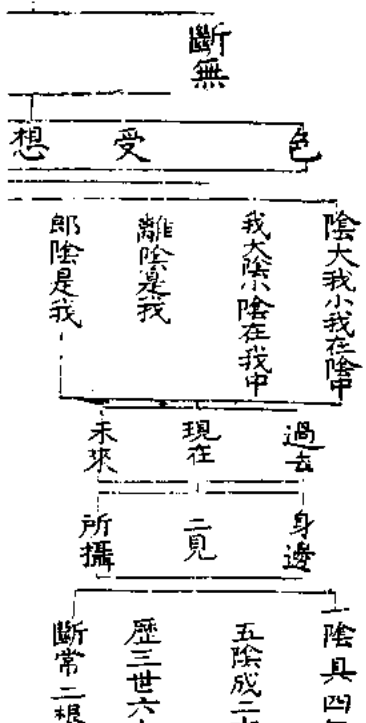 斷無
色
受
想
陰大我小我在陰中
我大陰小陰在我中
離陰是我
郎陰是我
過去
現在
未來
身邊
二見
所攝
一陰具四
五陰成二
歷三世六
斷常二根